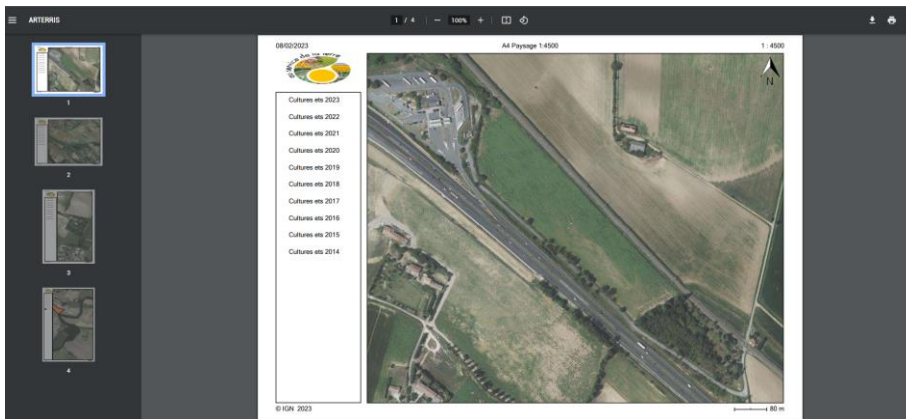 ARTERRIS
1 / 4
100%
1
2
3
4
08/02/2023
A4 Paysage 1:4500
1 : 4500
N
Cultures ets 2023
Cultures ets 2022
Cultures ets 2021
Cultures ets 2020
Cultures ets 2019
Cultures ets 2018
Cultures ets 2017
Cultures ets 2016
Cultures ets 2015
Cultures ets 2014
© IGN 2023
80 m